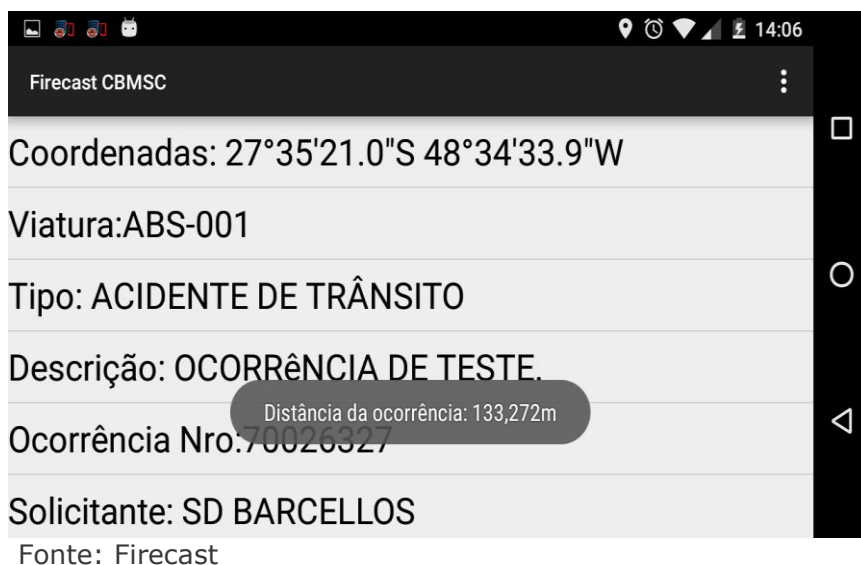 14:06
Firecast CBMSC
Coordenadas: 27°35'21.0"S 48°34'33.9"W
Viatura:ABS-001
Tipo: ACIDENTE DE TRÂNSITO
Descrição: OCORRêNCIA DE TESTE.
Distância da ocorrência: 133,272m
Ocorrência Nro:70026327
Solicitante: SD BARCELLOS
Fonte: Firecast